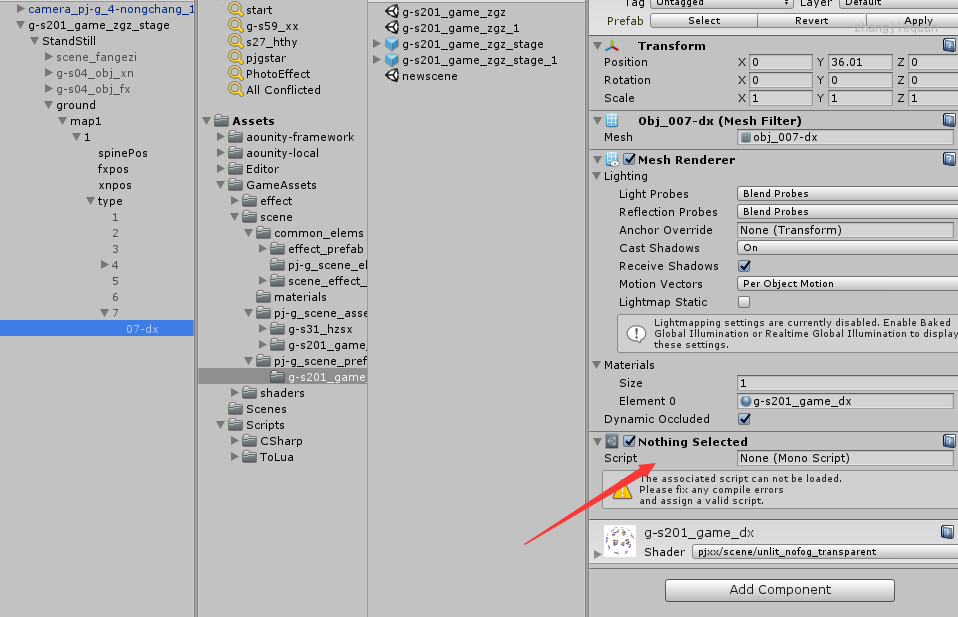 camera_pj-g_4-nongchang_1
g-s201_game_zgz_stage
StandStill
scene_fangezi
g-s04_obj_xn
g-s04_obj_fx
ground
map1
1
spinePos
fxpos
xnpos
type
1
2
3
4
5
6
7
07-dx
start
g-s59_xx
s27_hthy
pjgstar
PhotoEffect
All Conflicted
Assets
aounity-framework
aounity-local
Editor
GameAssets
effect
scene
common_elems
effect_prefab
pj-g_scene_el
scene_effect_
materials
pj-g_scene_asse
g-s31_hzsx
g-s201_game_
pj-g_scene_pref
g-s201_game_
shaders
Scenes
Scripts
CSharp
ToLua
g-s201_game_zgz
g-s201_game_zgz_1
g-s201_game_zgz_stage
g-s201_game_zgz_stage_1
newscene
Tag Untagged Layer Default
Prefab Select Revert Apply
zhangjiequan
Transform
Position X 0 Y 36.01 Z 0
Rotation X 0 Y 0 Z 0
Scale X 1 Y 1 Z 1
Obj_007-dx (Mesh Filter)
Mesh obj_007-dx
Mesh Renderer
Lighting
Light Probes Blend Probes
Reflection Probes Blend Probes
Anchor Override None (Transform)
Cast Shadows On
Receive Shadows
Motion Vectors Per Object Motion
Lightmap Static
Lightmapping settings are currently disabled. Enable Baked
Global Illumination or Realtime Global Illumination to display
these settings.
Materials
Size 1
Element 0 g-s201_game_dx
Dynamic Occluded
Nothing Selected
Script None (Mono Script)
The associated script can not be loaded.
Please fix any compile errors
and assign a valid script.
g-s201_game_dx
Shader pjxx/scene/unlit_nofog_transparent
Add Component